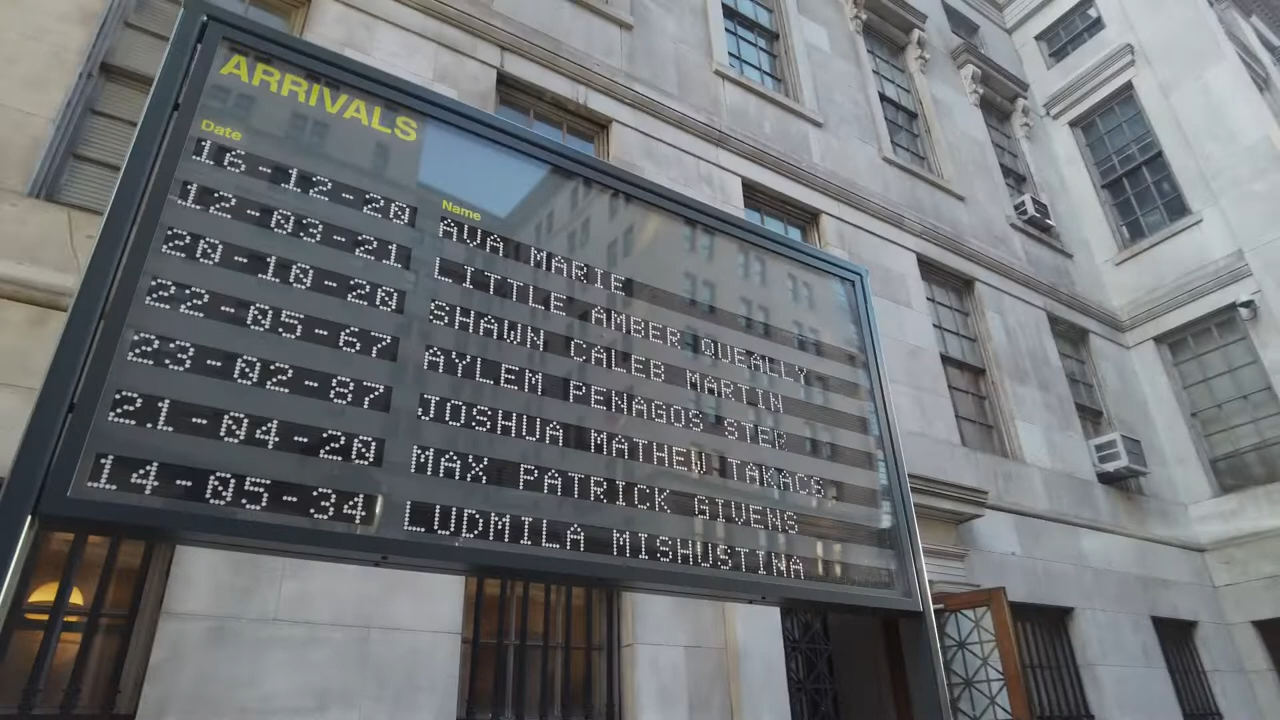 ARRIVALS
Date Name
16-12-20 AVA MARIE
12-03-21 LITTLE AMBER QUEALLY
20-10-20 SHAWN CALEB MARLIN
22-05-67 AYLEM PENAGOS STEP
23-02-87 JOSHUA MATHEW TAKACS
21-04-20 MAX PATRICK GIVENS
14-05-34 LUDMILA MISHUSTINA